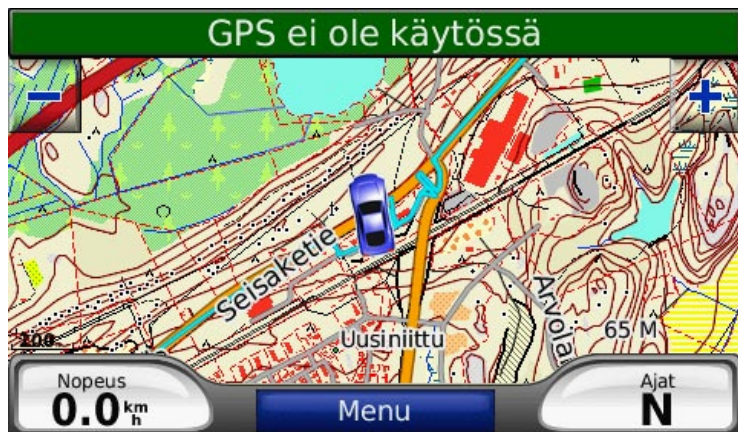 GPS ei ole käytössä
−
+
Seisaketie
Arvola
Uusiniittu
65 M
200
Nopeus
0.0 km/h
Menu
Ajat
N